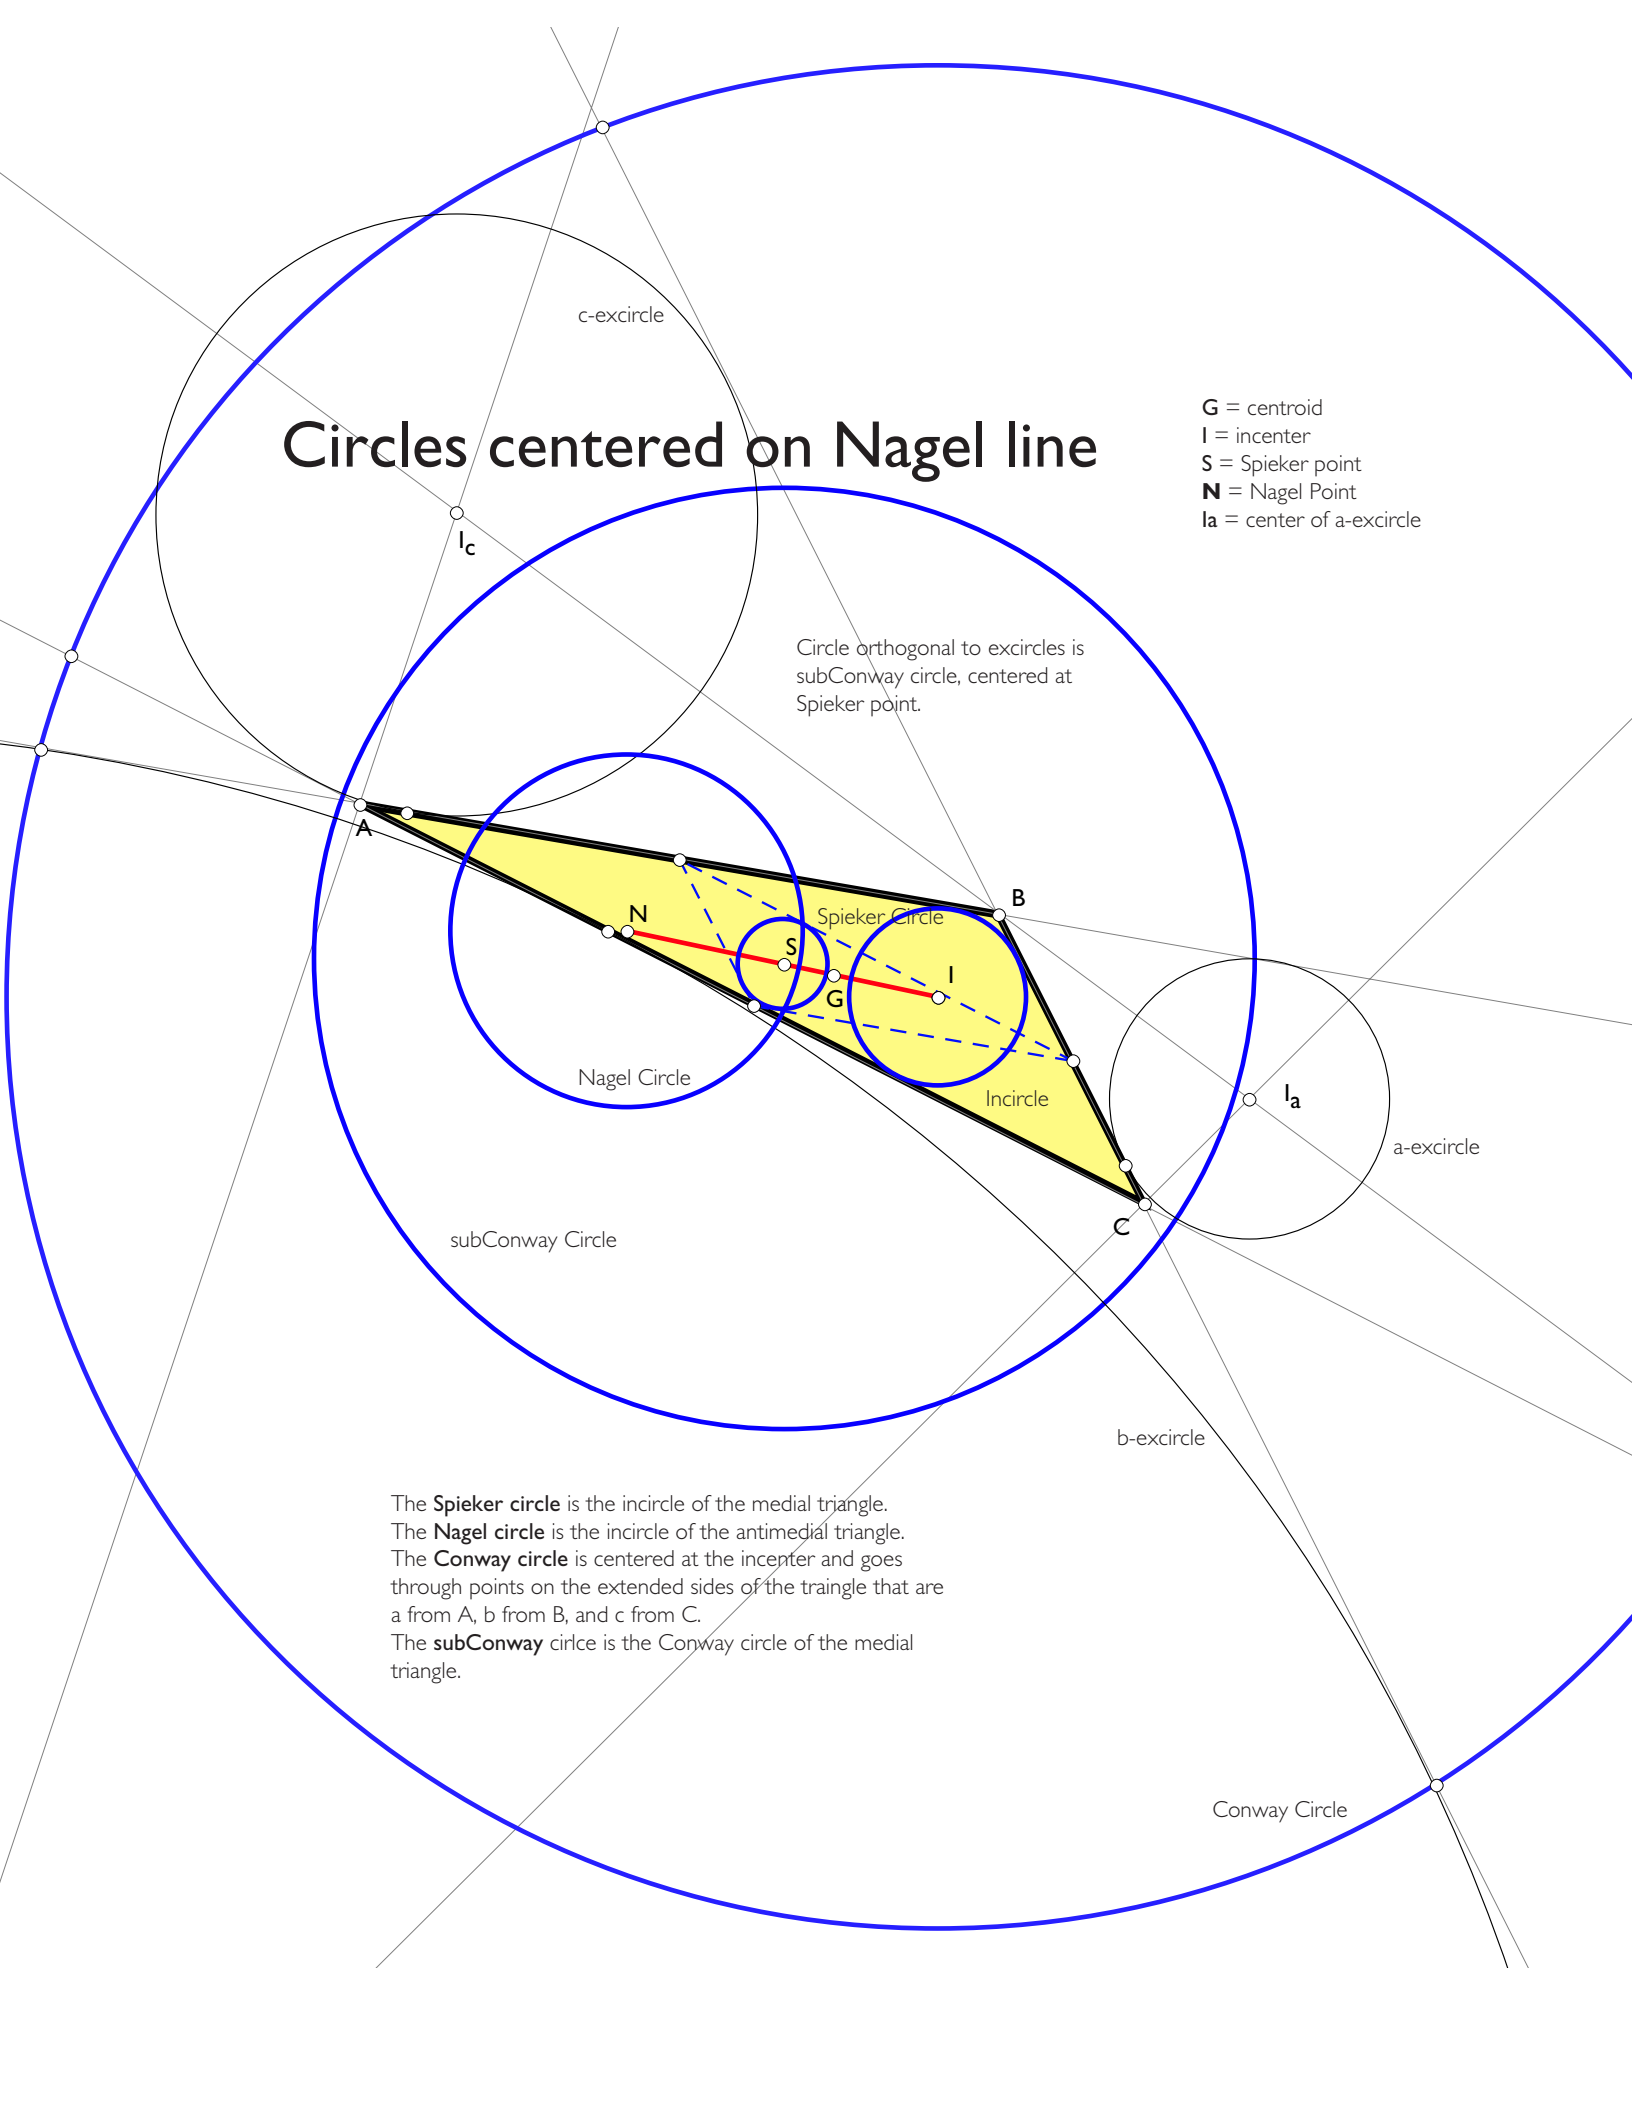 c-excircle
Circles centered on Nagel line
G = centroid
I = incenter
S = Spieker point
N = Nagel Point
Ia = center of a-excircle
Ic
Circle orthogonal to excircles is
subConway circle, centered at
Spieker point.
A
B
N
Spieker Circle
S
I
G
Nagel Circle
Incircle
Ia
a-excircle
C
subConway Circle
b-excircle
The Spieker circle is the incircle of the medial triangle.
The Nagel circle is the incircle of the antimedial triangle.
The Conway circle is centered at the incenter and goes
through points on the extended sides of the traingle that are
a from A, b from B, and c from C.
The subConway cirlce is the Conway circle of the medial
triangle.
Conway Circle